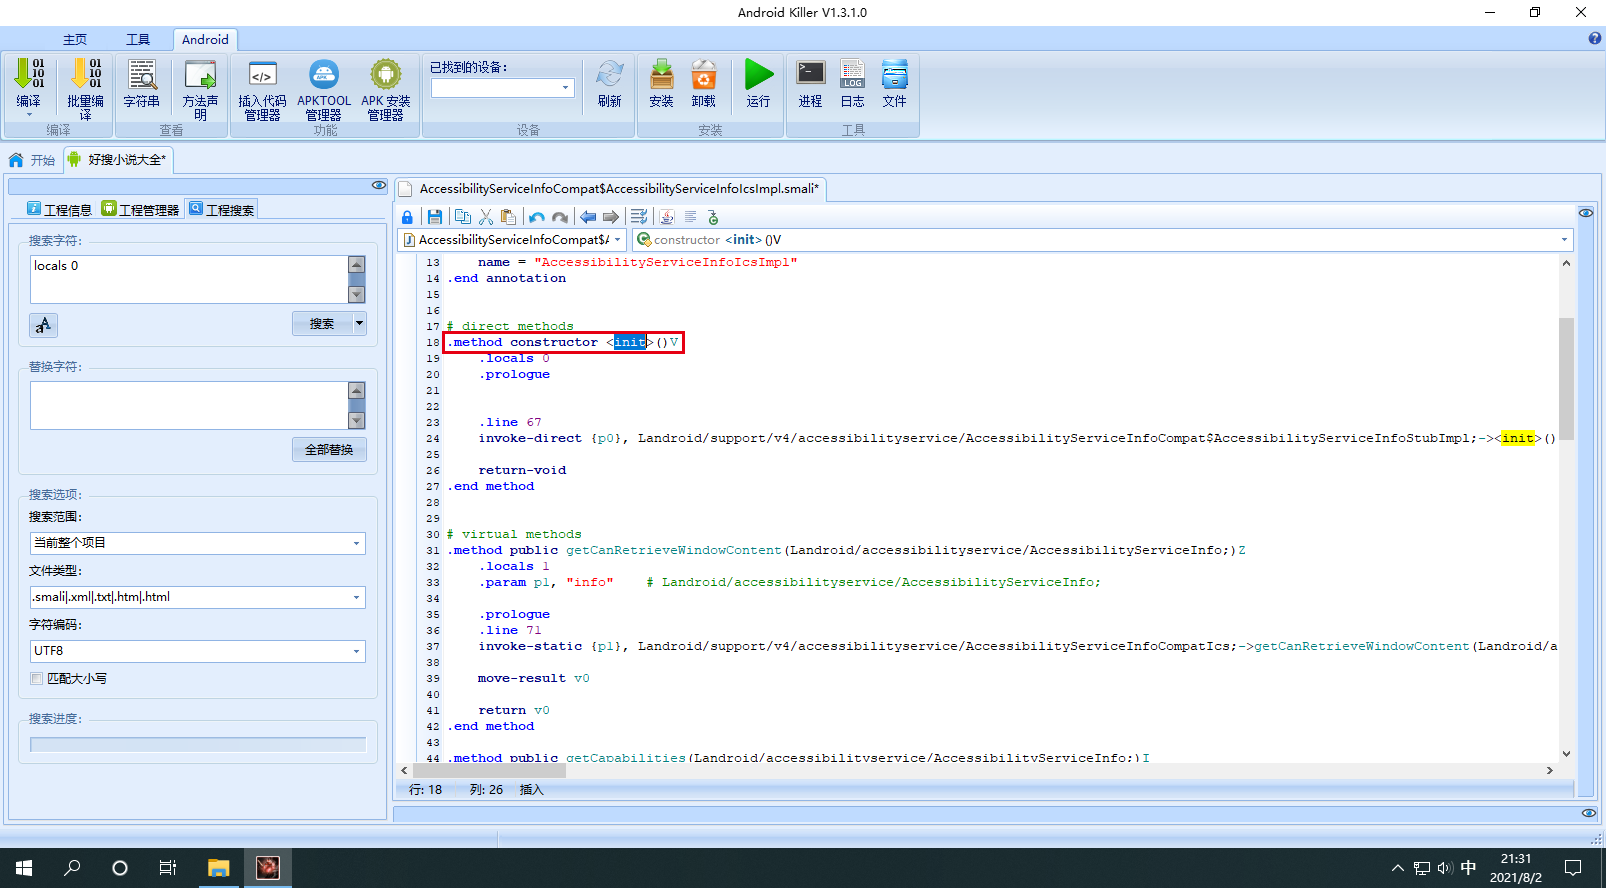 Android Killer V1.3.1.0
主页 工具 Android
编译 批量编译 字符串 方法声明 插入代码管理器 APKTOOL管理器 APK 安装管理器 已找到的设备: 刷新 安装 卸载 运行 进程 日志 文件
编译 查看 功能 设备 安装 工具
开始 好搜小说大全*
AccessibilityServiceInfoCompat$AccessibilityServiceInfoIcsImpl.smali*
工程信息 工程管理器 工程搜索
AccessibilityServiceInfoCompat$A constructor <init> ()V
搜索字符:
locals 0
搜索
替换字符:
全部替换
搜索选项:
搜索范围:
当前整个项目
文件类型:
.smali|.xml|.txt|.htm|.html
字符编码:
UTF8
匹配大小写
搜索进度:
13 name = "AccessibilityServiceInfoIcsImpl"
14 .end annotation
15
16
17 # direct methods
18 .method constructor <init>()V
19 .locals 0
20 .prologue
21
22
23 .line 67
24 invoke-direct {p0}, Landroid/support/v4/accessibilityservice/AccessibilityServiceInfoCompat$AccessibilityServiceInfoStubImpl;-><init>()
25
26 return-void
27 .end method
28
29
30 # virtual methods
31 .method public getCanRetrieveWindowContent(Landroid/accessibilityservice/AccessibilityServiceInfo;)Z
32 .locals 1
33 .param p1, "info" # Landroid/accessibilityservice/AccessibilityServiceInfo;
34
35 .prologue
36 .line 71
37 invoke-static {p1}, Landroid/support/v4/accessibilityservice/AccessibilityServiceInfoCompatIcs;->getCanRetrieveWindowContent(Landroid/a
38
39 move-result v0
40
41 return v0
42 .end method
43
44 .method public getCapabilities(Landroid/accessibilityservice/AccessibilityServiceInfo;)I
行: 18 列: 26 插入
中
21:31
2021/8/2